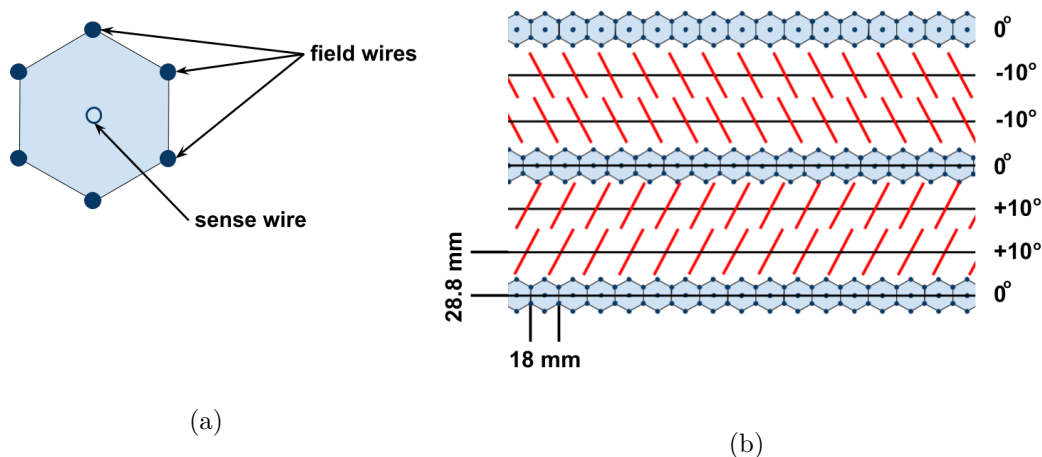 field wires
sense wire
(a)
0°
-10°
-10°
0°
+10°
+10°
0°
28.8 mm
18 mm
(b)